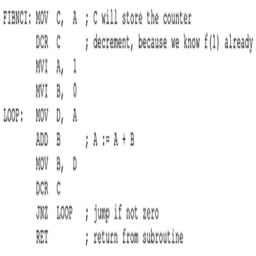 FIBNCI: MOV C, A ; C will store the counter
DCR C ; decrement, because we know f(1) already
MVI A, 1
MVI B, 0
LOOP: MOV D, A
ADD B ; A := A + B
MOV B, D
DCR C
JNZ LOOP ; jump if not zero
RET ; return from subroutine